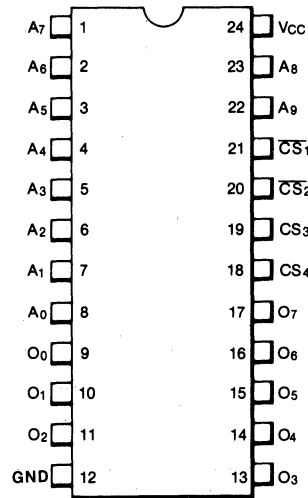 A7 1 24 VCC
A6 2 23 A8
A5 3 22 A9
A4 4 21 C̅S̅1
A3 5 20 C̅S̅2
A2 6 19 CS3
A1 7 18 CS4
A0 8 17 O7
O0 9 16 O6
O1 10 15 O5
O2 11 14 O4
GND 12 13 O3